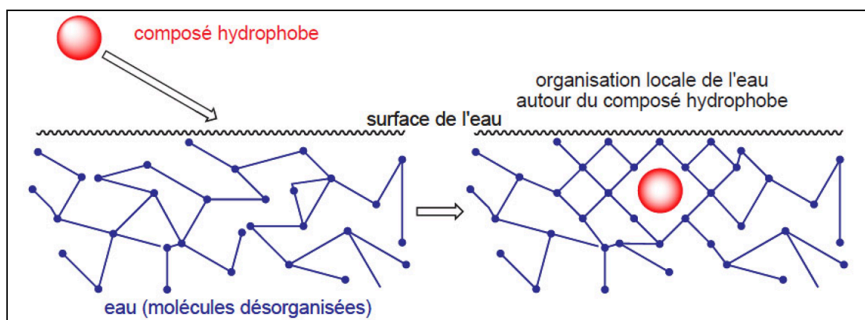 composé hydrophobe
organisation locale de l'eau
autour du composé hydrophobe
surface de l'eau
eau (molécules désorganisées)